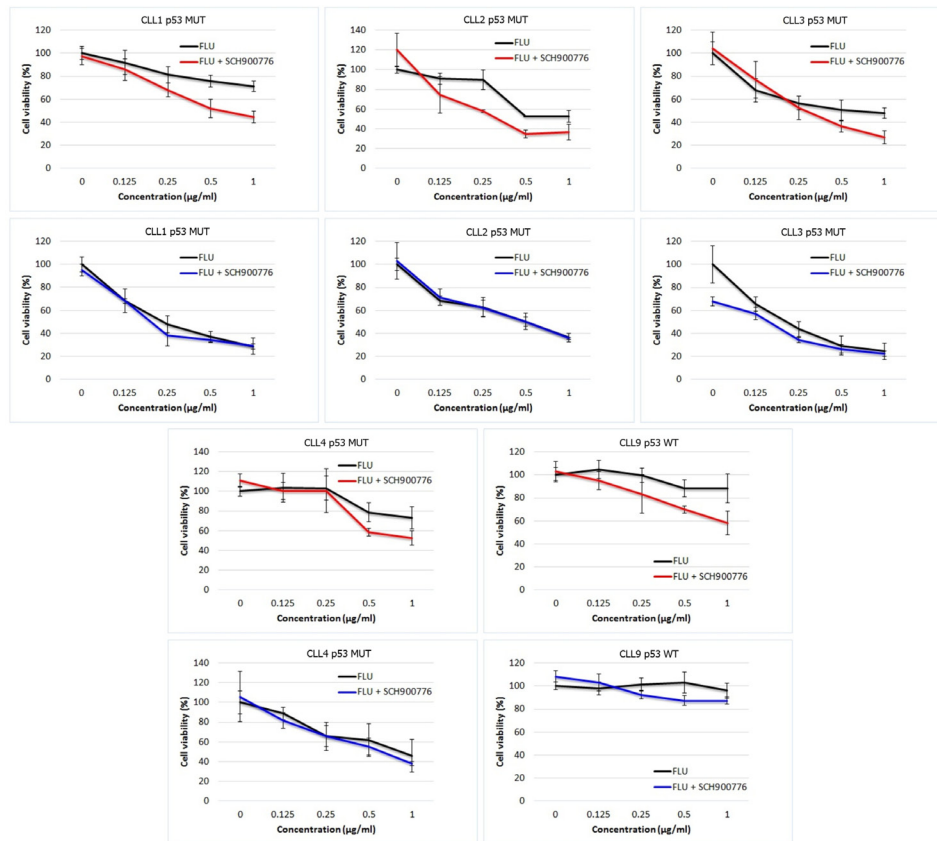 CLL1 p53 MUT
120
100
80
60
40
20
0
Cell viability (%)
FLU
FLU + SCH900776
0 0.125 0.25 0.5 1
Concentration (µg/ml)
CLL2 p53 MUT
140
120
100
80
60
40
20
0
Cell viability (%)
FLU
FLU + SCH900776
0 0.125 0.25 0.5 1
Concentration (µg/ml)
CLL3 p53 MUT
120
100
80
60
40
20
0
Cell viability (%)
FLU
FLU + SCH900776
0 0.125 0.25 0.5 1
Concentration (µg/ml)
CLL1 p53 MUT
120
100
80
60
40
20
0
Cell viability (%)
FLU
FLU + SCH900776
0 0.125 0.25 0.5 1
Concentration (µg/ml)
CLL2 p53 MUT
120
100
80
60
40
20
0
Cell viability (%)
FLU
FLU + SCH900776
0 0.125 0.25 0.5 1
Concentration (µg/ml)
CLL3 p53 MUT
120
100
80
60
40
20
0
Cell viability (%)
FLU
FLU + SCH900776
0 0.125 0.25 0.5 1
Concentration (µg/ml)
CLL4 p53 MUT
140
120
100
80
60
40
20
0
Cell viability (%)
FLU
FLU + SCH900776
0 0.125 0.25 0.5 1
Concentration (µg/ml)
CLL9 p53 WT
120
100
80
60
40
20
0
Cell viability (%)
FLU
FLU + SCH900776
0 0.125 0.25 0.5 1
Concentration (µg/ml)
CLL4 p53 MUT
140
120
100
80
60
40
20
0
Cell viability (%)
FLU
FLU + SCH900776
0 0.125 0.25 0.5 1
Concentration (µg/ml)
CLL9 p53 WT
120
100
80
60
40
20
0
Cell viability (%)
FLU
FLU + SCH900776
0 0.125 0.25 0.5 1
Concentration (µg/ml)